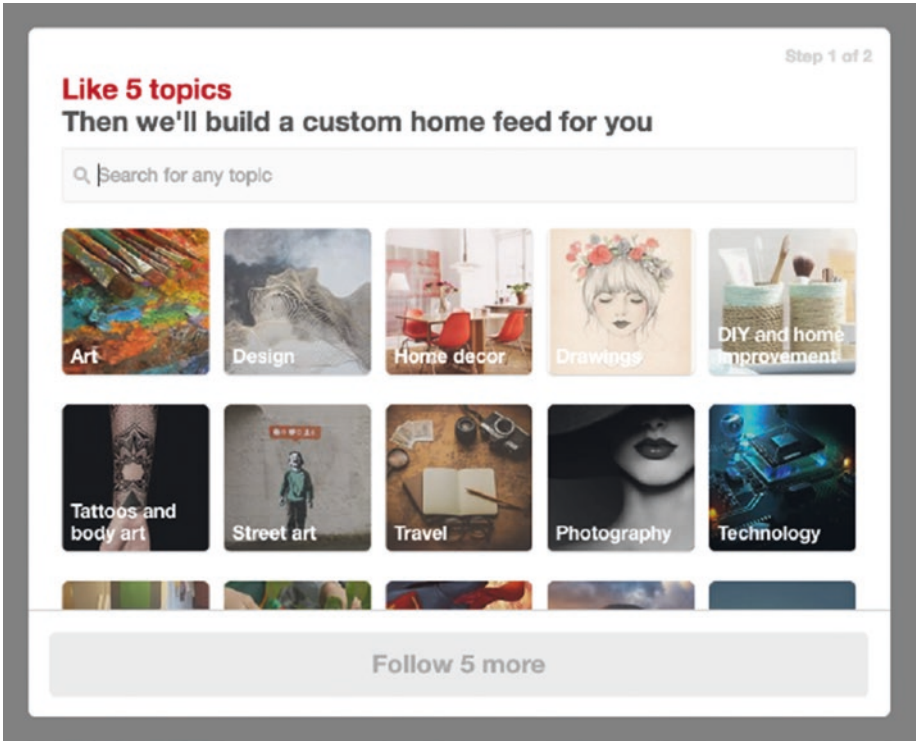 Step 1 of 2
Like 5 topics
Then we'll build a custom home feed for you
Search for any topic
Art
Design
Home decor
Drawings
DIY and home
improvement
Tattoos and
body art
Street art
Travel
Photography
Technology
Follow 5 more